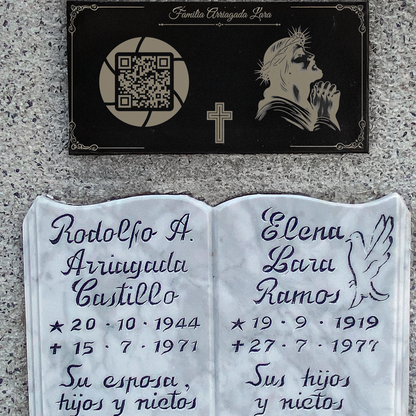 Familia Arriagada Lara
Rodolfo A.
Arriagada
Castillo
★ 20 · 10 · 1944
✝ 15 · 7 · 1971
Su esposa,
hijos y nietos
Elena
Lara
Ramos
★ 19 · 9 · 1919
✝ 27 · 7 · 1977
Sus hijos
y nietos